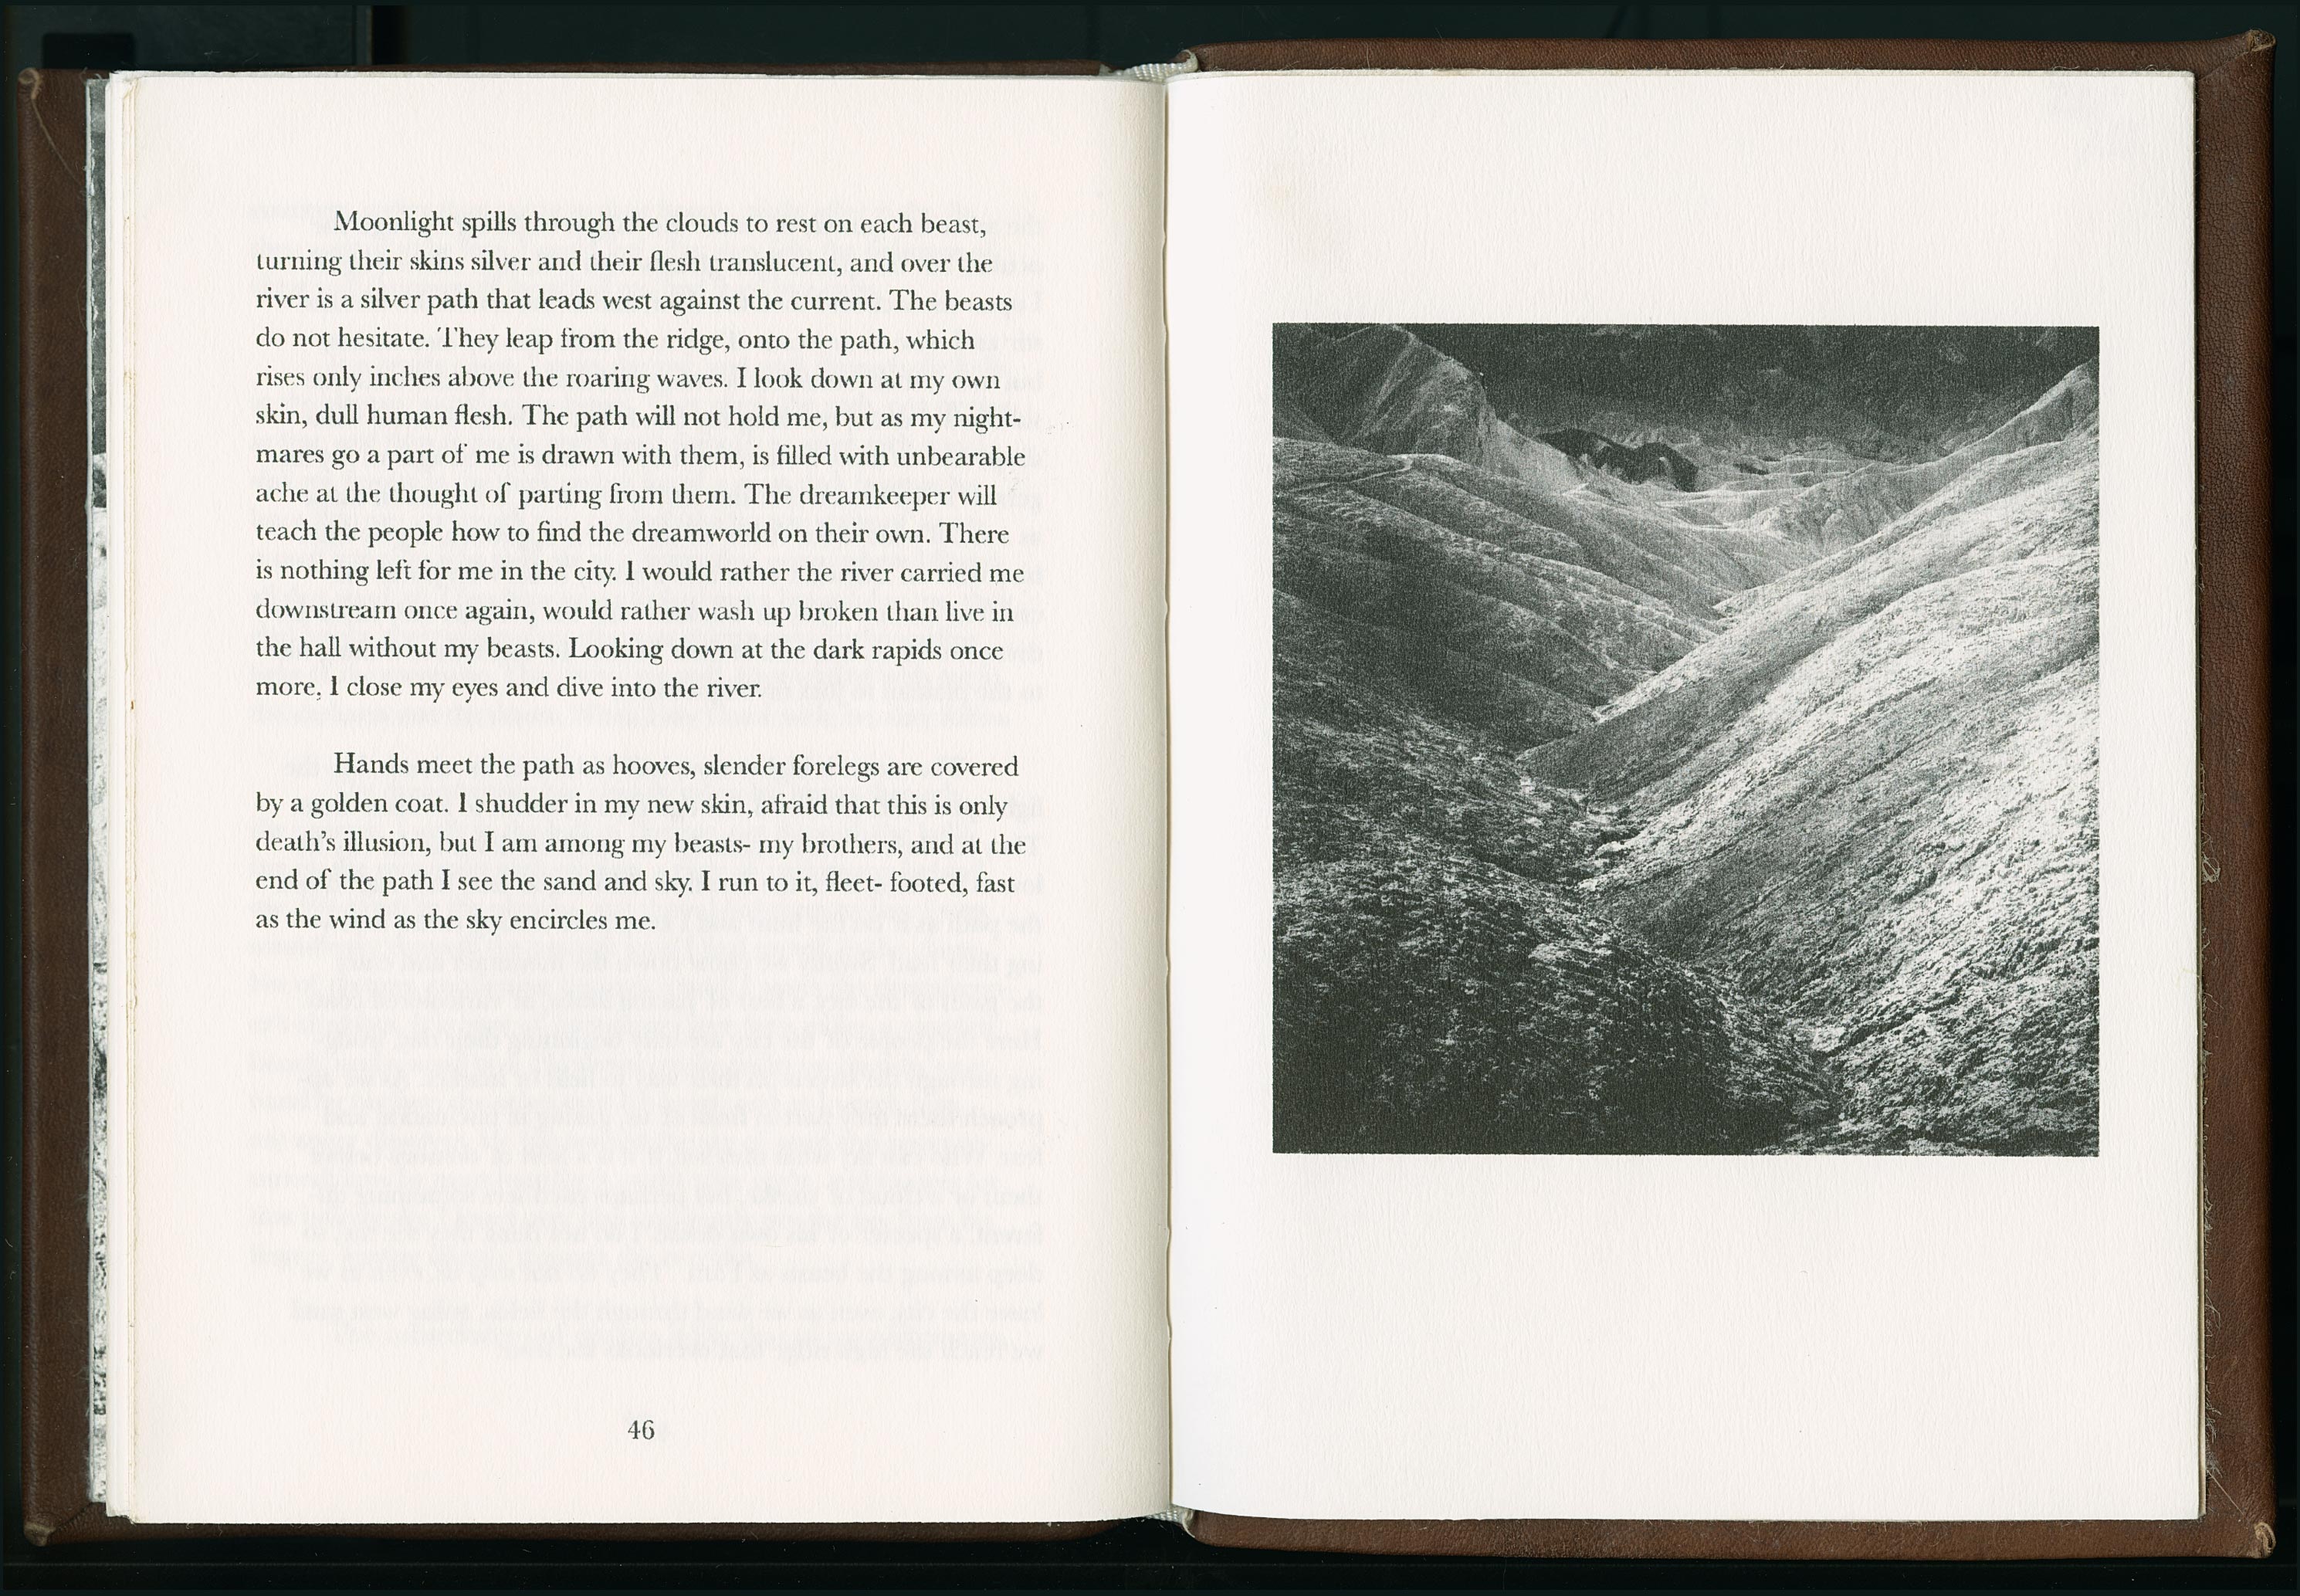 Moonlight spills through the clouds to rest on each beast,
turning their skins silver and their flesh translucent, and over the
river is a silver path that leads west against the current. The beasts
do not hesitate. They leap from the ridge, onto the path, which
rises only inches above the roaring waves. I look down at my own
skin, dull human flesh. The path will not hold me, but as my night-
mares go a part of me is drawn with them, is filled with unbearable
ache at the thought of parting from them. The dreamkeeper will
teach the people how to find the dreamworld on their own. There
is nothing left for me in the city. I would rather the river carried me
downstream once again, would rather wash up broken than live in
the hall without my beasts. Looking down at the dark rapids once
more, I close my eyes and dive into the river.
Hands meet the path as hooves, slender forelegs are covered
by a golden coat. I shudder in my new skin, afraid that this is only
death’s illusion, but I am among my beasts- my brothers, and at the
end of the path I see the sand and sky. I run to it, fleet- footed, fast
as the wind as the sky encircles me.
46